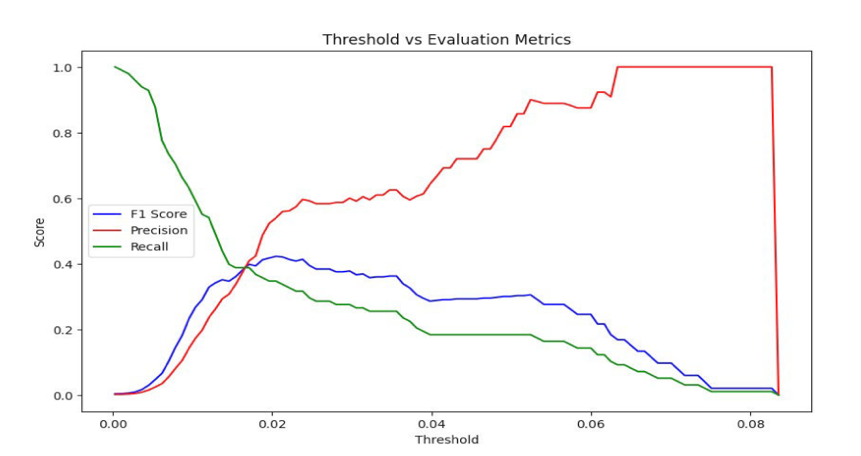 Threshold vs Evaluation Metrics
1.0
0.8
0.6
0.4
0.2
0.0
Score
F1 Score
Precision
Recall
0.00 0.02 0.04 0.06 0.08
Threshold